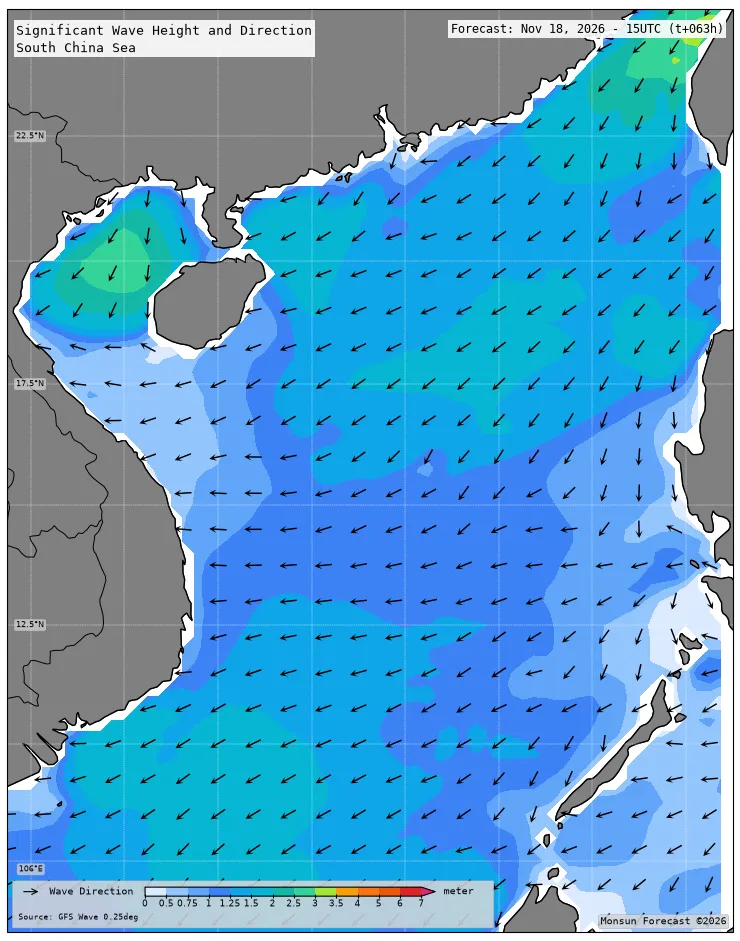 Significant Wave Height and Direction
South China Sea
Forecast: Nov 18, 2026 - 15UTC (t+063h)
22.5°N
17.5°N
12.5°N
106°E
Wave Direction
0 0.5 0.75 1 1.25 1.5 2 2.5 3 3.5 4 5 6 7
meter
Source: GFS Wave 0.25deg
Monsun Forecast ©2026